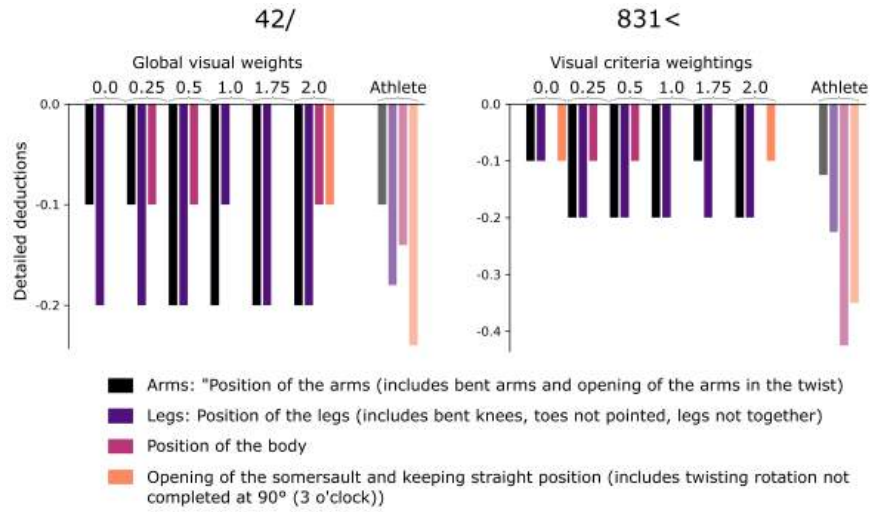 42/
831<
Global visual weights
0.0 0.25 0.5 1.0 1.75 2.0 Athlete
Visual criteria weightings
0.0 0.25 0.5 1.0 1.75 2.0 Athlete
Detailed deductions
0.0
-0.1
-0.2
0.0
-0.1
-0.2
-0.3
-0.4
Arms: "Position of the arms (includes bent arms and opening of the arms in the twist)
Legs: Position of the legs (includes bent knees, toes not pointed, legs not together)
Position of the body
Opening of the somersault and keeping straight position (includes twisting rotation not
completed at 90° (3 o'clock))